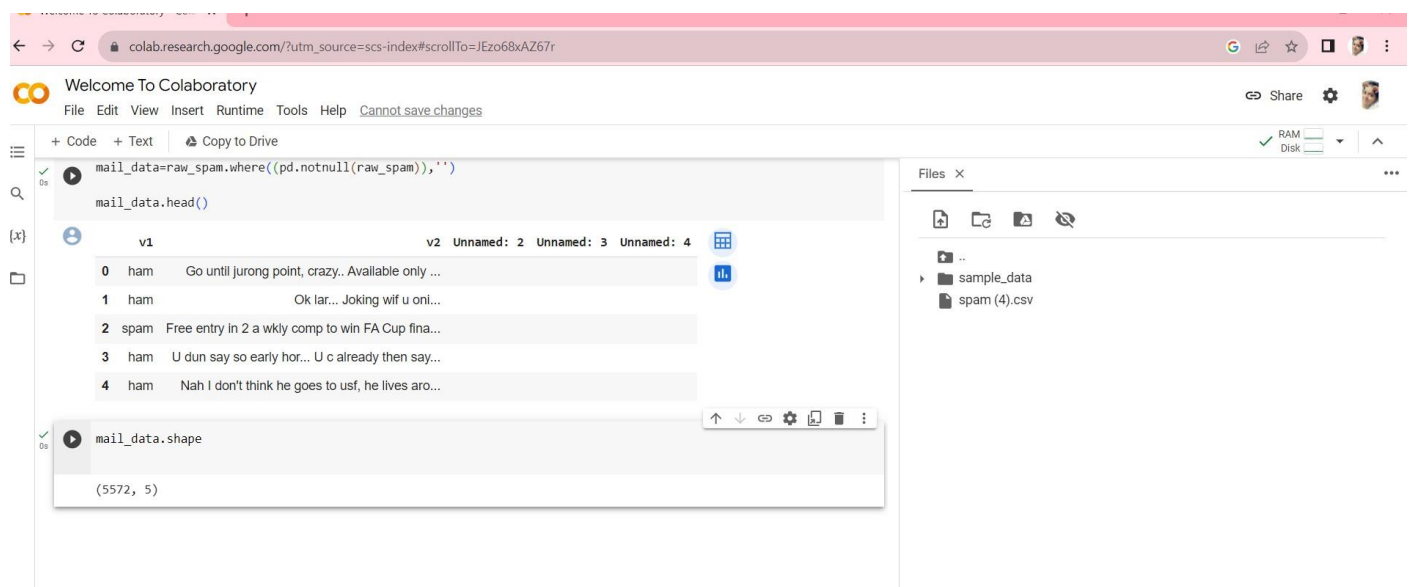 colab.research.google.com/?utm_source=scs-index#scrollTo=JEzo68xAZ67r
Welcome To Colaboratory
File Edit View Insert Runtime Tools Help Cannot save changes
Share
+ Code + Text Copy to Drive
RAM
Disk
mail_data=raw_spam.where((pd.notnull(raw_spam)),'')
0s
mail_data.head()
Files
{x}
v1 v2 Unnamed: 2 Unnamed: 3 Unnamed: 4
0 ham Go until jurong point, crazy.. Available only ...
1 ham Ok lar... Joking wif u oni...
2 spam Free entry in 2 a wkly comp to win FA Cup fina...
3 ham U dun say so early hor... U c already then say...
4 ham Nah I don't think he goes to usf, he lives aro...
..
sample_data
spam (4).csv
0s
mail_data.shape
(5572, 5)